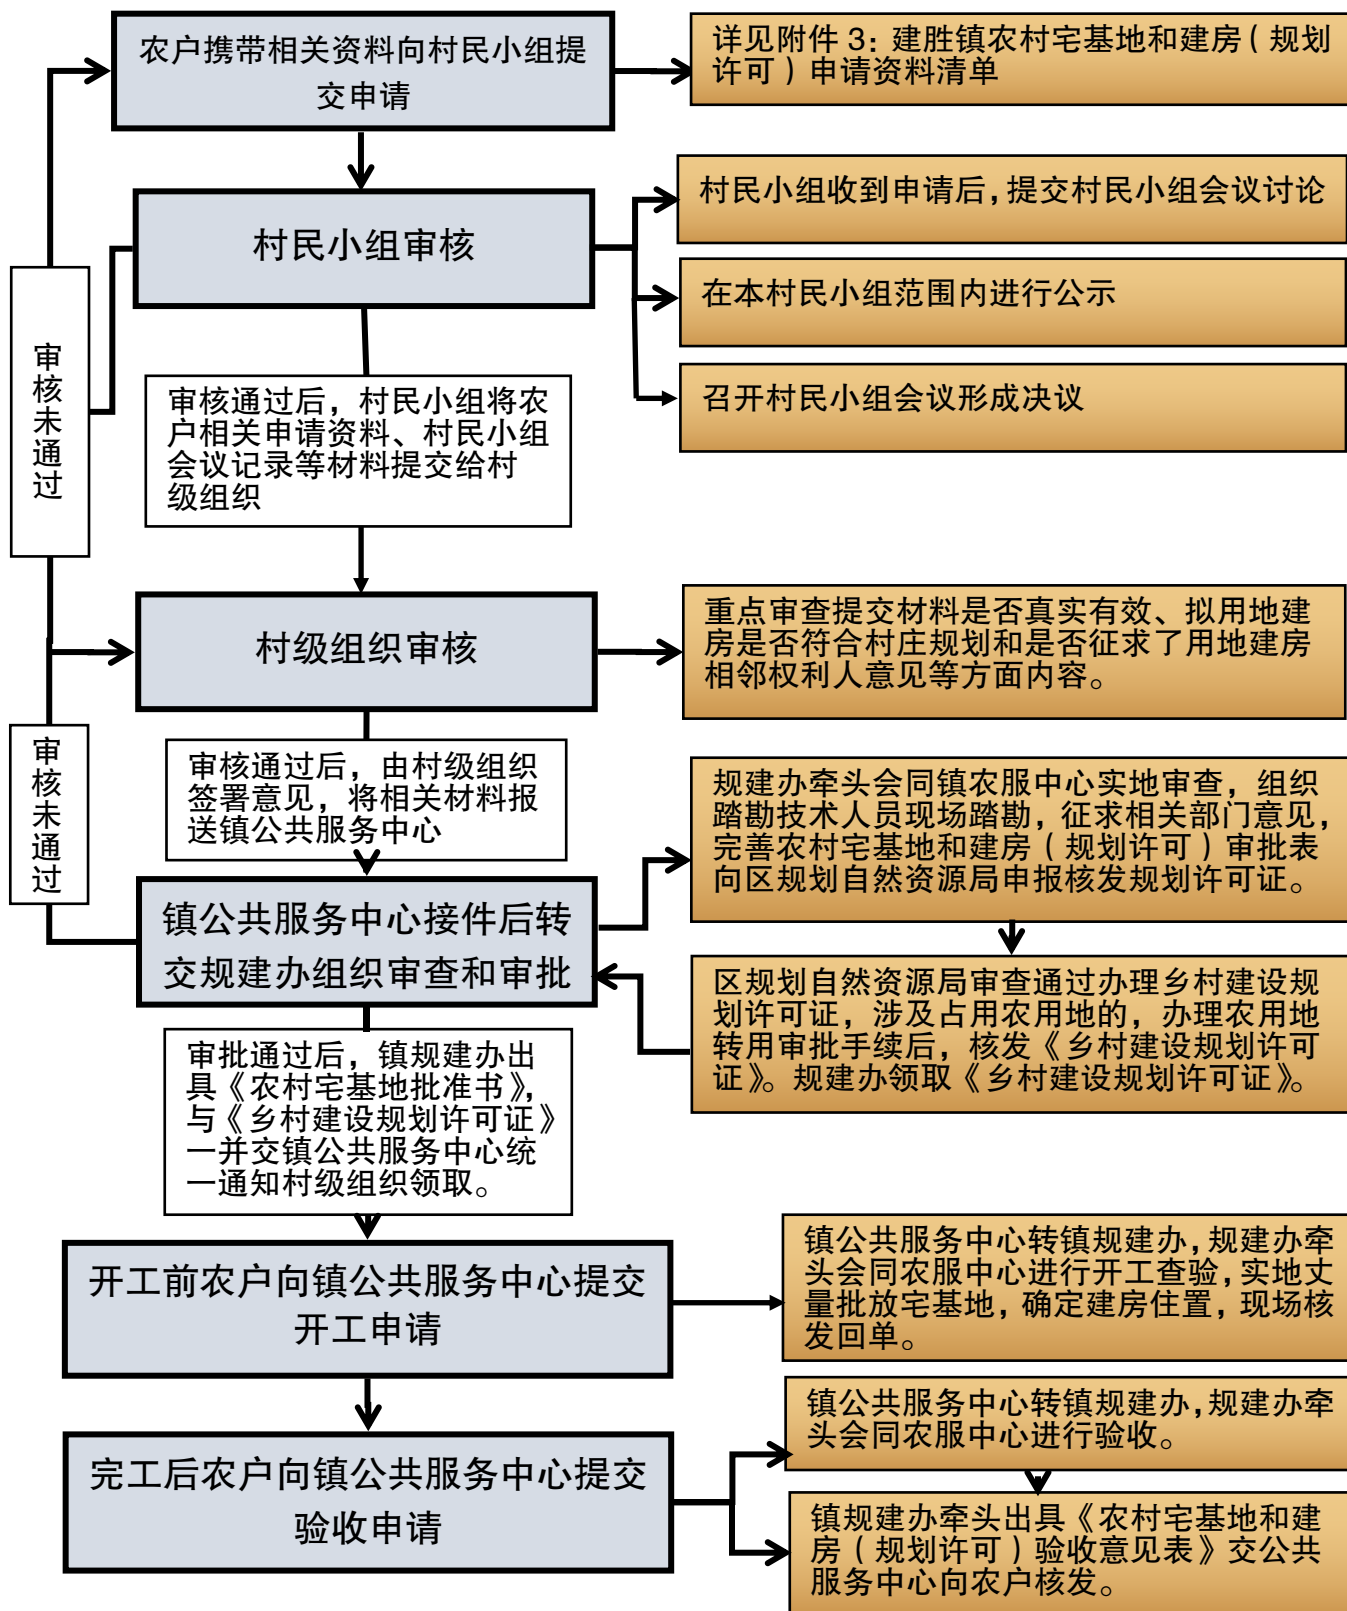 农户携带相关资料向村民小组提
交申请
详见附件3：建胜镇农村宅基地和建房（规划
许可）申请资料清单
村民小组审核
村民小组收到申请后，提交村民小组会议讨论
在本村民小组范围内进行公示
召开村民小组会议形成决议
审核未通过
审核通过后，村民小组将农
户相关申请资料、村民小组
会议记录等材料提交给村
级组织
村级组织审核
重点审查提交材料是否真实有效、拟用地建
房是否符合村庄规划和是否征求了用地建房
相邻权利人意见等方面内容。
审核未通过
审核通过后，由村级组织
签署意见，将相关材料报
送镇公共服务中心
规建办牵头会同镇农服中心实地审查，组织
踏勘技术人员现场踏勘，征求相关部门意见，
完善农村宅基地和建房（规划许可）审批表
向区规划自然资源局申报核发规划许可证。
镇公共服务中心接件后转
交规建办组织审查和审批
区规划自然资源局审查通过办理乡村建设规
划许可证，涉及占用农用地的，办理农用地
转用审批手续后，核发《乡村建设规划许可
证》。规建办领取《乡村建设规划许可证》。
审批通过后，镇规建办出
具《农村宅基地批准书》，
与《乡村建设规划许可证》
一并交镇公共服务中心统
一通知村级组织领取。
开工前农户向镇公共服务中心提交
开工申请
镇公共服务中心转镇规建办，规建办牵
头会同农服中心进行开工查验，实地丈
量批放宅基地，确定建房住置，现场核
发回单。
完工后农户向镇公共服务中心提交
验收申请
镇公共服务中心转镇规建办，规建办牵
头会同农服中心进行验收。
镇规建办牵头出具《农村宅基地和建
房（规划许可）验收意见表》交公共
服务中心向农户核发。